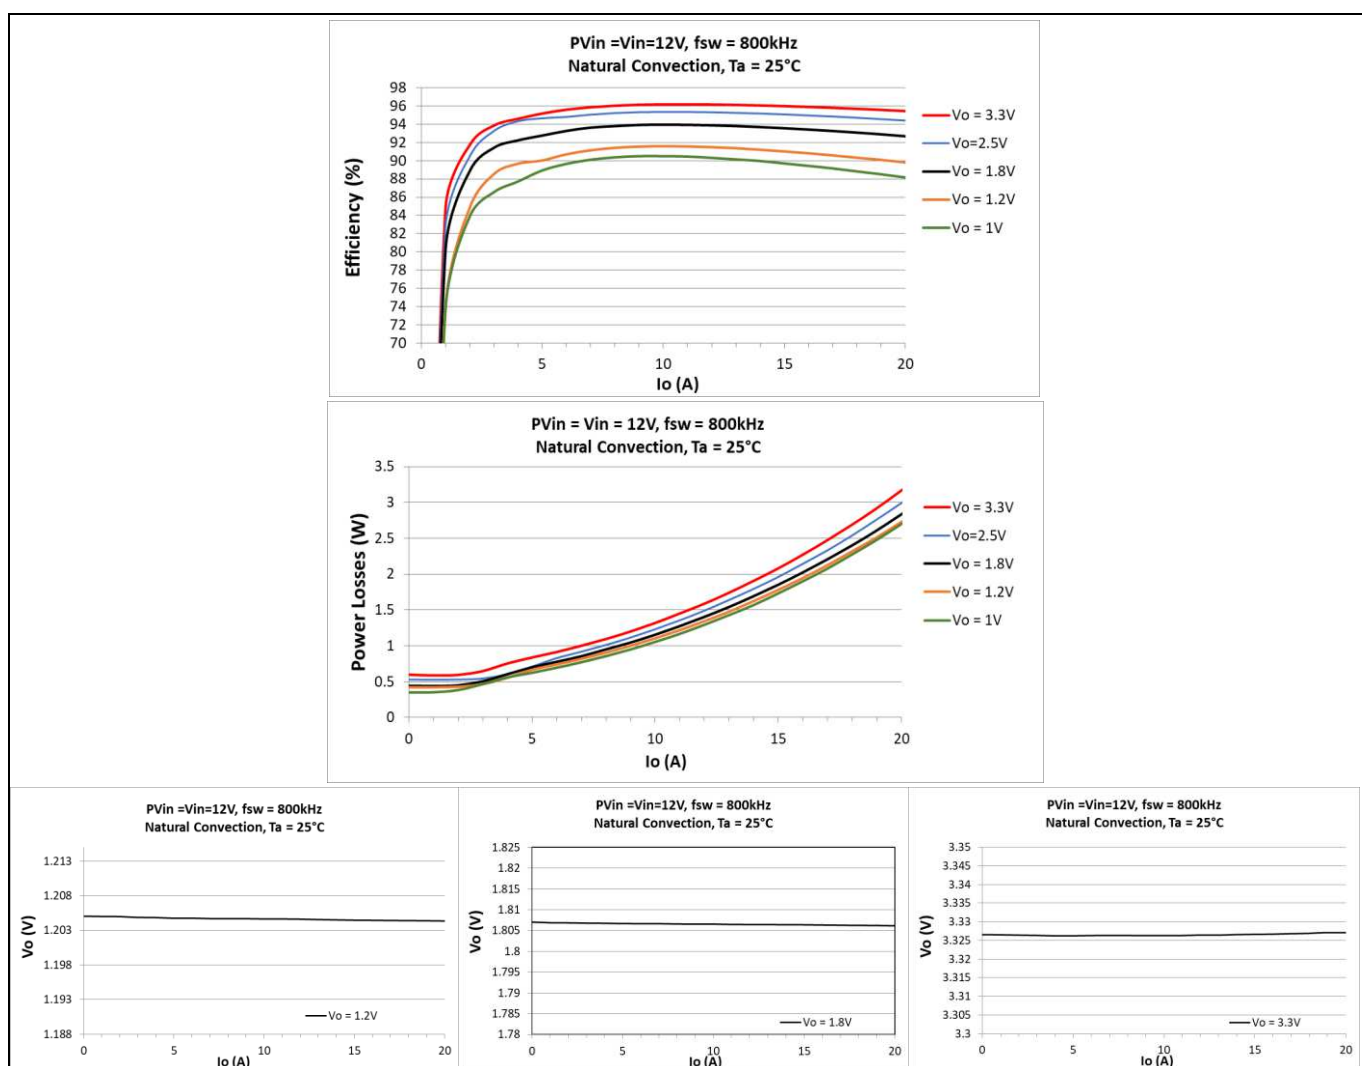 PVin =Vin=12V, fsw = 800kHz
Natural Convection, Ta = 25°C
98
96
94
92
90
88
86
84
82
80
78
76
74
72
70
Efficiency (%)
0 5 10 15 20
Io (A)
Vo = 3.3V
Vo=2.5V
Vo = 1.8V
Vo = 1.2V
Vo = 1V
PVin = Vin = 12V, fsw = 800kHz
Natural Convection, Ta = 25°C
3.5
3
2.5
2
1.5
1
0.5
0
Power Losses (W)
0 5 10 15 20
Io (A)
Vo = 3.3V
Vo=2.5V
Vo = 1.8V
Vo = 1.2V
Vo = 1V
PVin =Vin=12V, fsw = 800kHz
Natural Convection, Ta = 25°C
1.213
1.208
1.203
1.198
1.193
1.188
Vo (V)
Vo = 1.2V
0 5 10 15 20
Io (A)
PVin =Vin=12V, fsw = 800kHz
Natural Convection, Ta = 25°C
1.825
1.82
1.815
1.81
1.805
1.8
1.795
1.79
1.785
1.78
Vo (V)
Vo = 1.8V
0 5 10 15 20
Io (A)
PVin =Vin=12V, fsw = 800kHz
Natural Convection, Ta = 25°C
3.35
3.345
3.34
3.335
3.33
3.325
3.32
3.315
3.31
3.305
3.3
Vo (V)
Vo = 3.3V
0 5 10 15 20
Io (A)